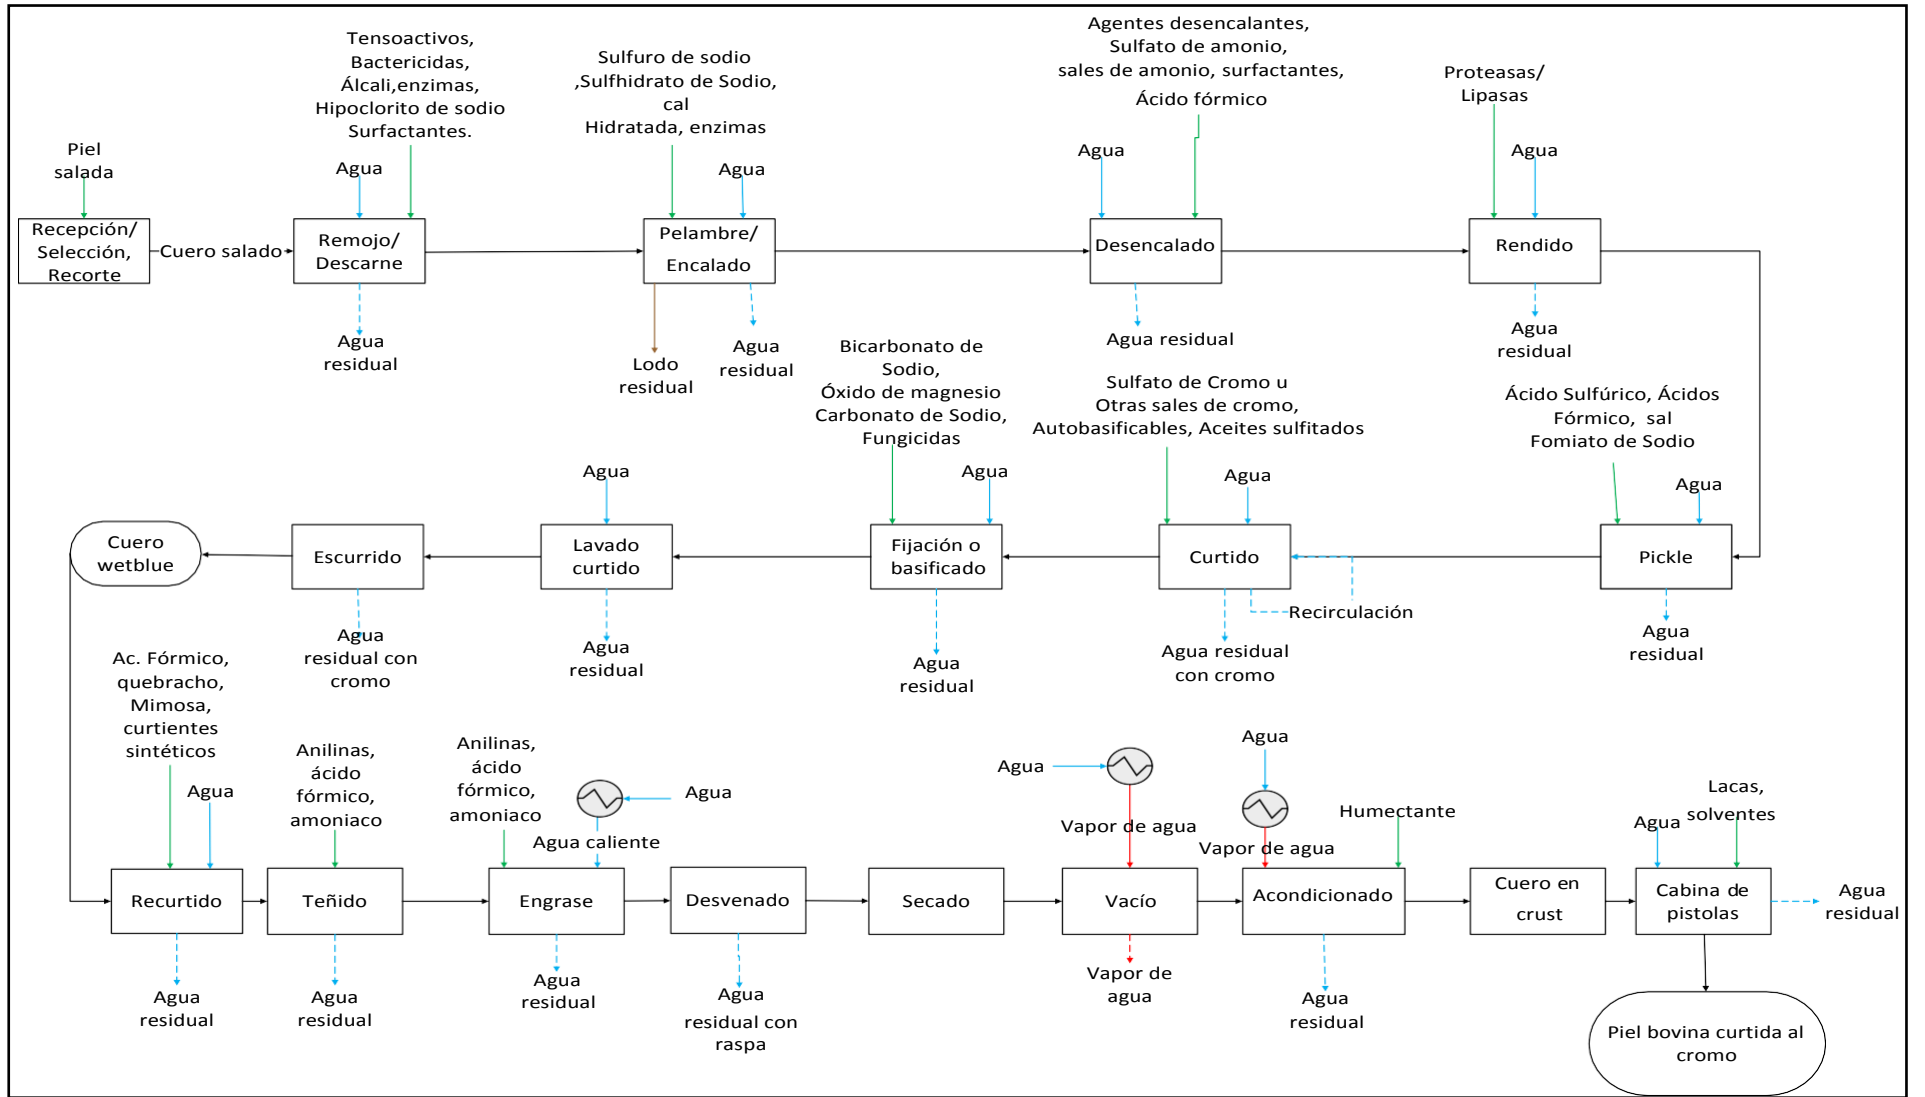 Piel
salada
Tensoactivos,
Bactericidas,
Álcali,enzimas,
Hipoclorito de sodio
Surfactantes.
Agua
Sulfuro de sodio
,Sulfhidrato de Sodio,
cal
Hidratada, enzimas
Agua
Agentes desencalantes,
Sulfato de amonio,
sales de amonio, surfactantes,
Ácido fórmico
Agua
Proteasas/
Lipasas
Agua
Recepción/
Selección,
Recorte
Cuero salado
Remojo/
Descarne
Pelambre/
Encalado
Desencalado
Rendido
Agua
residual
Lodo
residual
Agua
residual
Agua residual
Agua
residual
Bicarbonato de
Sodio,
Óxido de magnesio
Carbonato de Sodio,
Fungicidas
Sulfato de Cromo u
Otras sales de cromo,
Autobasificables, Aceites sulfitados
Ácido Sulfúrico, Ácidos
Fórmico, sal
Fomiato de Sodio
Agua
Agua
Agua
Agua
Cuero
wetblue
Escurrido
Lavado
curtido
Fijación o
basificado
Curtido
Pickle
Recirculación
Agua
residual con
cromo
Agua
residual
Agua
residual
Agua residual
con cromo
Agua
residual
Ac. Fórmico,
quebracho,
Mimosa,
curtientes
sintéticos
Agua
Anilinas,
ácido
fórmico,
amoniaco
Anilinas,
ácido
fórmico,
amoniaco
Agua
Agua caliente
Agua
Vapor de agua
Agua
Vapor de agua
Humectante
Lacas,
solventes
Agua
Recurtido
Teñido
Engrase
Desvenado
Secado
Vacío
Acondicionado
Cuero en
crust
Cabina de
pistolas
Agua
residual
Agua
residual
Agua
residual
Agua
residual
Agua
residual con
raspa
Vapor de
agua
Agua
residual
Piel bovina curtida al
cromo